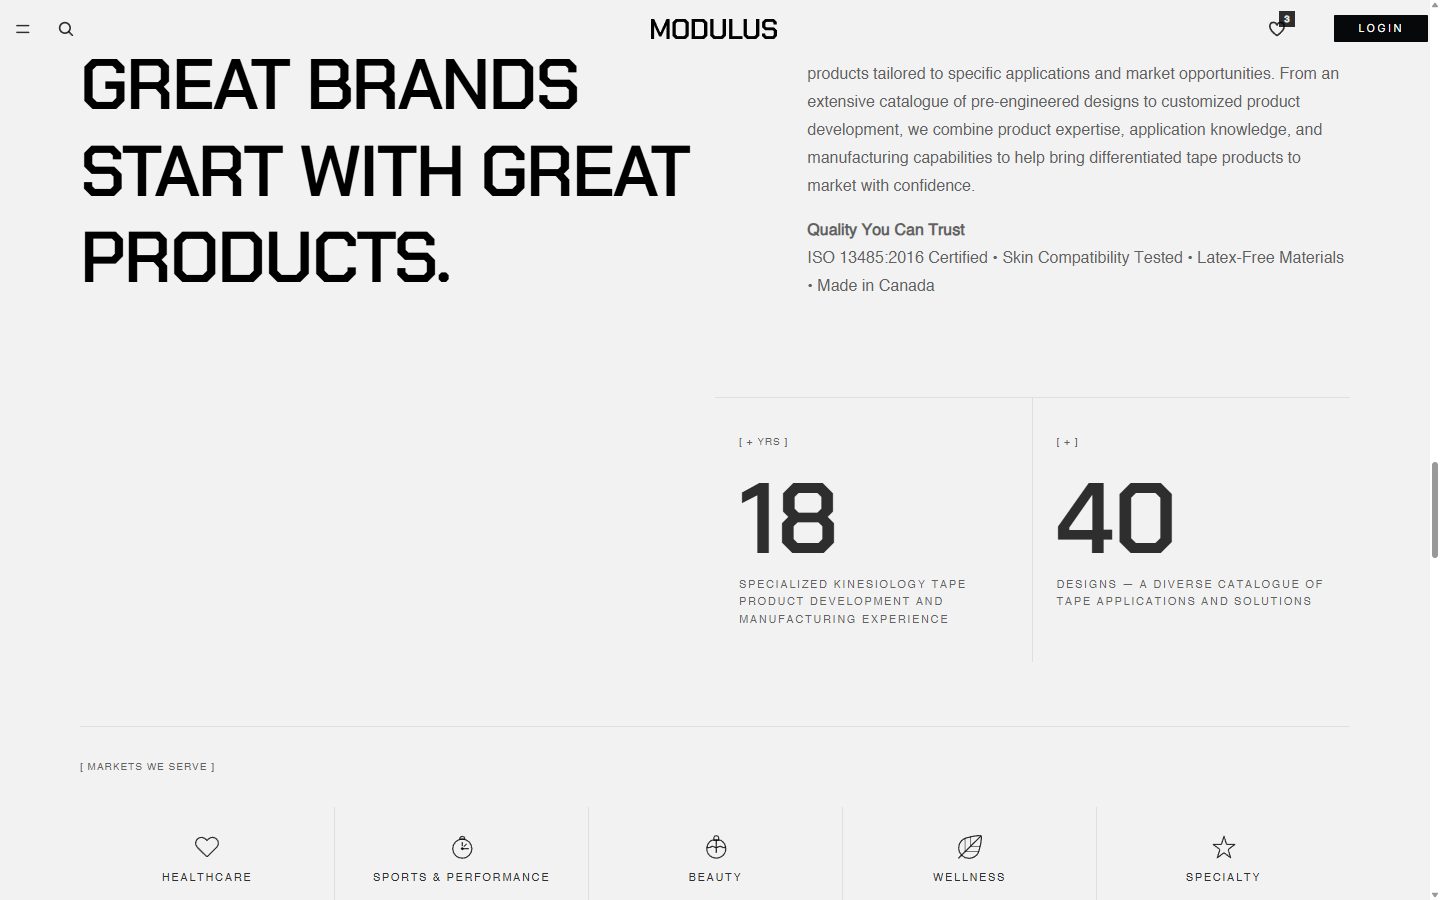 MODULUS
3
LOGIN
GREAT BRANDS
START WITH GREAT
PRODUCTS.
products tailored to specific applications and market opportunities. From an
extensive catalogue of pre-engineered designs to customized product
development, we combine product expertise, application knowledge, and
manufacturing capabilities to help bring differentiated tape products to
market with confidence.
Quality You Can Trust
ISO 13485:2016 Certified • Skin Compatibility Tested • Latex-Free Materials
• Made in Canada
[ + YRS ]
18
SPECIALIZED KINESIOLOGY TAPE
PRODUCT DEVELOPMENT AND
MANUFACTURING EXPERIENCE
[ + ]
40
DESIGNS — A DIVERSE CATALOGUE OF
TAPE APPLICATIONS AND SOLUTIONS
[ MARKETS WE SERVE ]
HEALTHCARE
SPORTS & PERFORMANCE
BEAUTY
WELLNESS
SPECIALTY